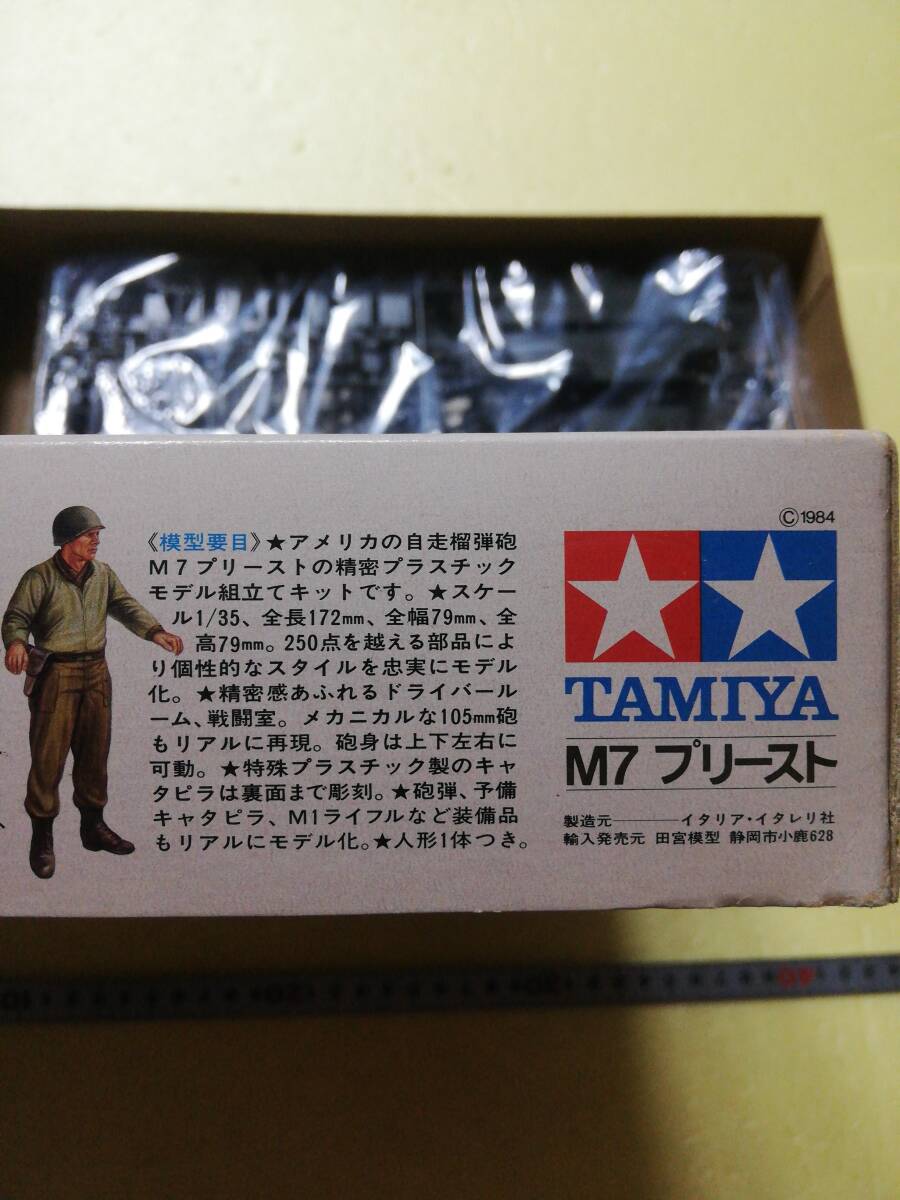 《模型要目》★アメリカの自走榴弾砲
M7プリーストの精密プラスチック
モデル組立てキットです。★スケー
ル1/35、全長172mm、全幅79mm、全
高79mm。250点を越える部品によ
り個性的なスタイルを忠実にモデル
化。★精密感あふれるドライバール
ーム、戦闘室。メカニカルな105mm砲
もリアルに再現。砲身は上下左右に
可動。★特殊プラスチック製のキャ
タピラは裏面まで彫刻。★砲弾、予備
キャタピラ、M1ライフルなど装備品
もリアルにモデル化。★人形1体つき。
©1984
TAMIYA
M7 プリースト
製造元────イタリア・イタレリ社
輸入発売元 田宮模型 静岡市小鹿628